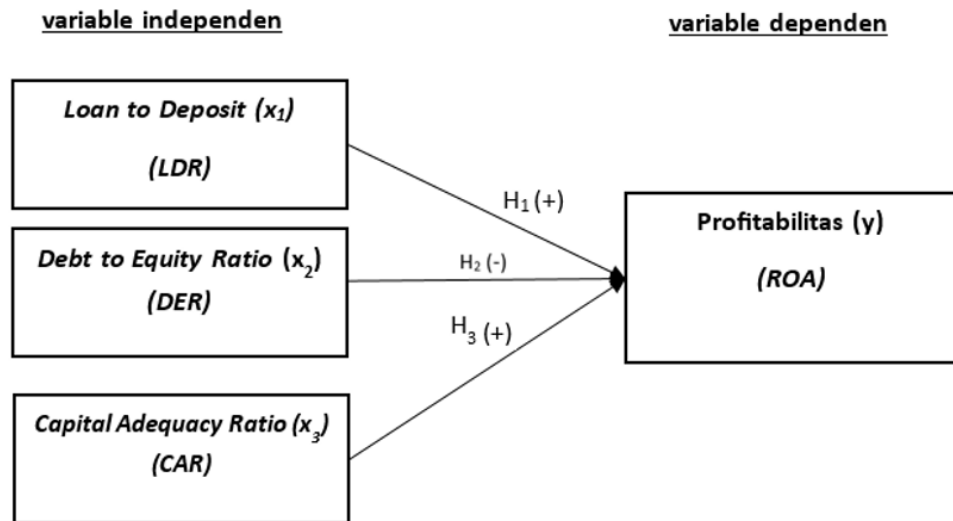 variable independen
variable dependen
Loan to Deposit (x₁)
(LDR)
H₁ (+)
Profitabilitas (y)
(ROA)
Debt to Equity Ratio (x₂)
(DER)
H₂ (-)
H₃ (+)
Capital Adequacy Ratio (x₃)
(CAR)